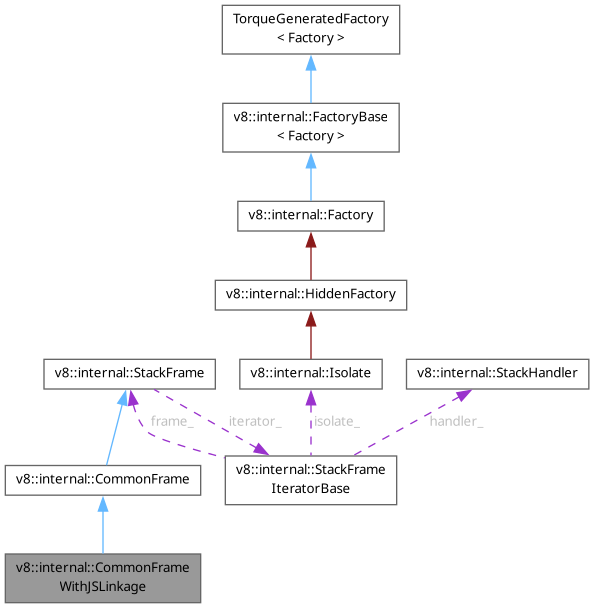 TorqueGeneratedFactory
< Factory >
v8::internal::FactoryBase
< Factory >
v8::internal::Factory
v8::internal::HiddenFactory
v8::internal::StackFrame
v8::internal::Isolate
v8::internal::StackHandler
frame_
iterator_
isolate_
handler_
v8::internal::CommonFrame
v8::internal::StackFrame
IteratorBase
v8::internal::CommonFrame
WithJSLinkage